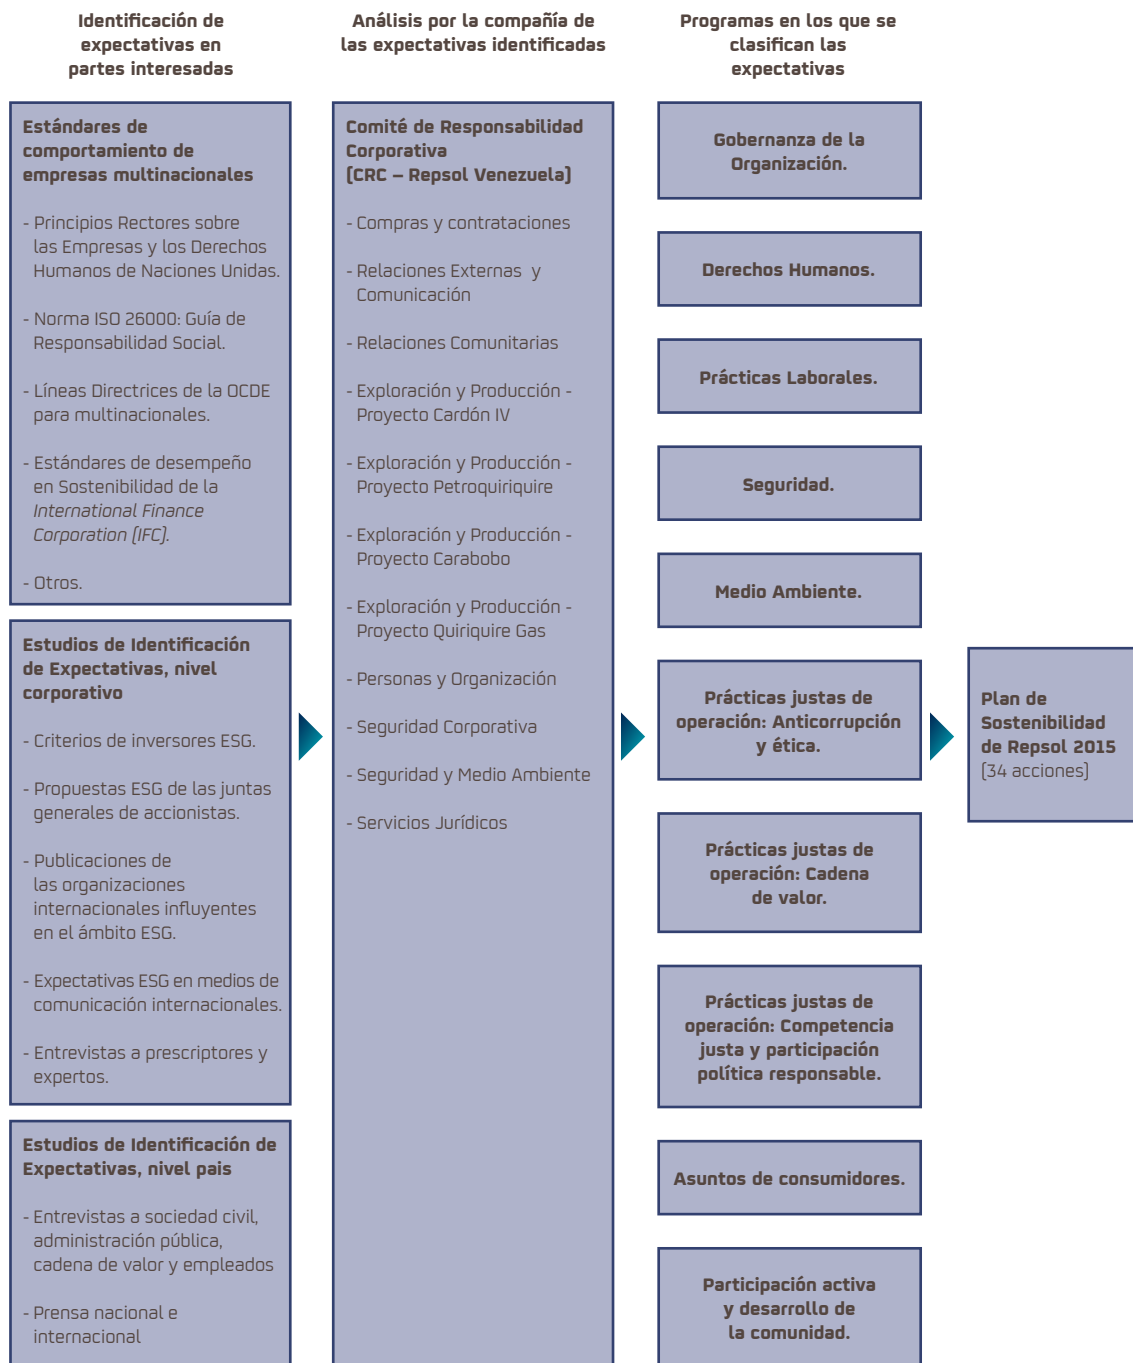 Identificación de
expectativas en
partes interesadas
Estándares de
comportamiento de
empresas multinacionales
- Principios Rectores sobre
las Empresas y los Derechos
Humanos de Naciones Unidas.
- Norma ISO 26000: Guía de
Responsabilidad Social.
- Líneas Directrices de la OCDE
para multinacionales.
- Estándares de desempeño
en Sostenibilidad de la
International Finance
Corporation (IFC).
- Otros.
Estudios de Identificación
de Expectativas, nivel
corporativo
- Criterios de inversores ESG.
- Propuestas ESG de las juntas
generales de accionistas.
- Publicaciones de
las organizaciones
internacionales influyentes
en el ámbito ESG.
- Expectativas ESG en medios de
comunicación internacionales.
- Entrevistas a prescriptores y
expertos.
Estudios de Identificación de
Expectativas, nivel pais
- Entrevistas a sociedad civil,
administración pública,
cadena de valor y empleados
- Prensa nacional e
internacional
Análisis por la compañía de
las expectativas identificadas
Comité de Responsabilidad
Corporativa
(CRC – Repsol Venezuela)
- Compras y contrataciones
- Relaciones Externas y
Comunicación
- Relaciones Comunitarias
- Exploración y Producción -
Proyecto Cardón IV
- Exploración y Producción -
Proyecto Petroquiriquire
- Exploración y Producción -
Proyecto Carabobo
- Exploración y Producción -
Proyecto Quiriquire Gas
- Personas y Organización
- Seguridad Corporativa
- Seguridad y Medio Ambiente
- Servicios Jurídicos
Programas en los que se
clasifican las
expectativas
Gobernanza de la
Organización.
Derechos Humanos.
Prácticas Laborales.
Seguridad.
Medio Ambiente.
Prácticas justas de
operación: Anticorrupción
y ética.
Prácticas justas de
operación: Cadena
de valor.
Prácticas justas de
operación: Competencia
justa y participación
política responsable.
Asuntos de consumidores.
Participación activa
y desarrollo de
la comunidad.
Plan de
Sostenibilidad
de Repsol 2015
(34 acciones)